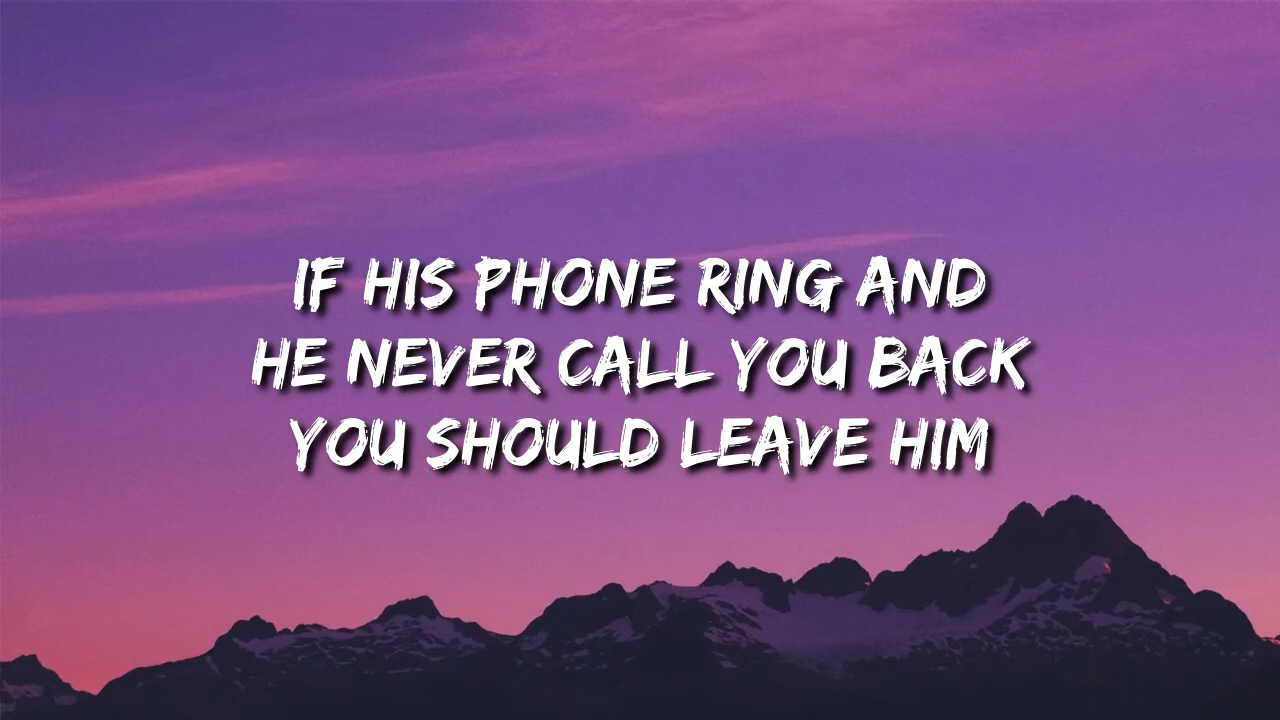 IF HIS PHONE RING AND
HE NEVER CALL YOU BACK
YOU SHOULD LEAVE HIM